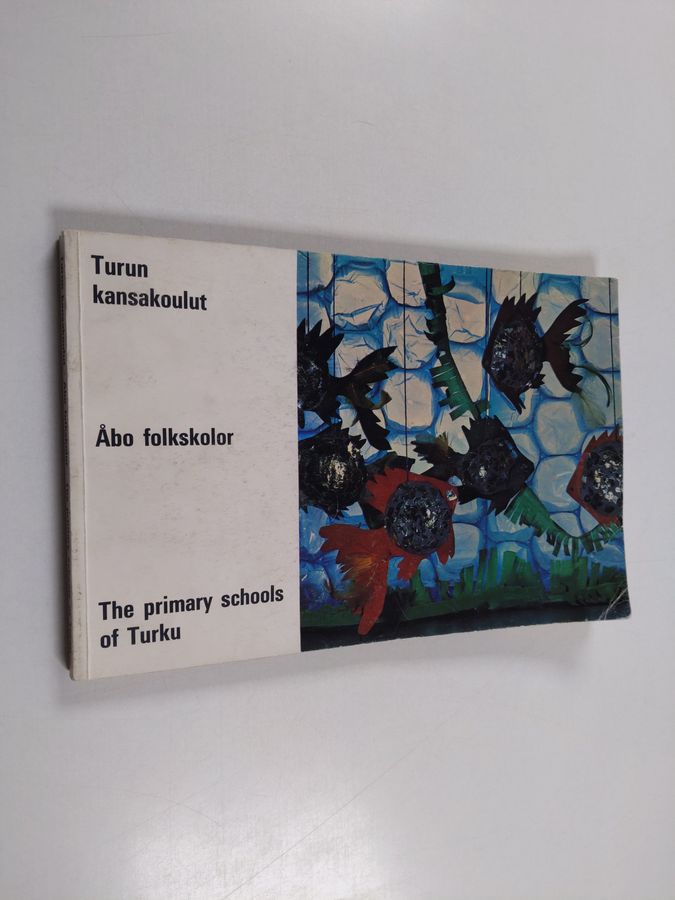 Turun
kansakoulut
Åbo folkskolor
The primary schools
of Turku